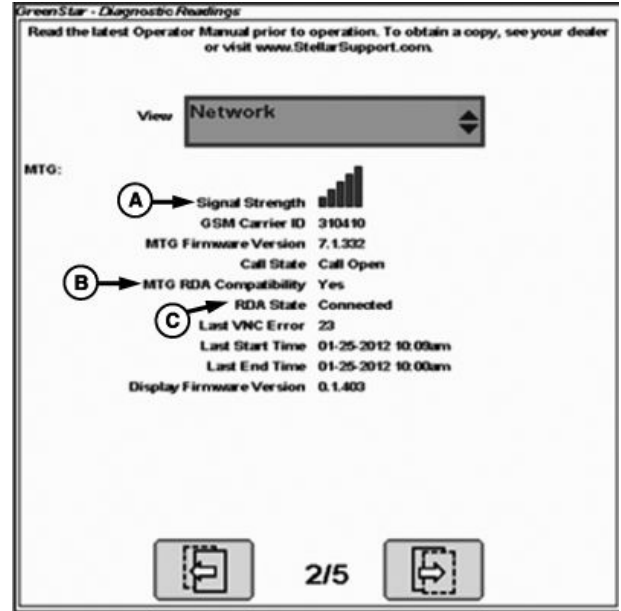 GreenStar - Diagnostic Readings
Read the latest Operator Manual prior to operation. To obtain a copy, see your dealer
or visit www.StellarSupport.com.
View Network
MTG:
A Signal Strength
GSM Carrier ID 310410
MTG Firmware Version 7.1.332
Call State Call Open
B MTG RDA Compatibility Yes
C RDA State Connected
Last VNC Error 23
Last Start Time 01-25-2012 10:09am
Last End Time 01-25-2012 10:00am
Display Firmware Version 0.1.403
2/5